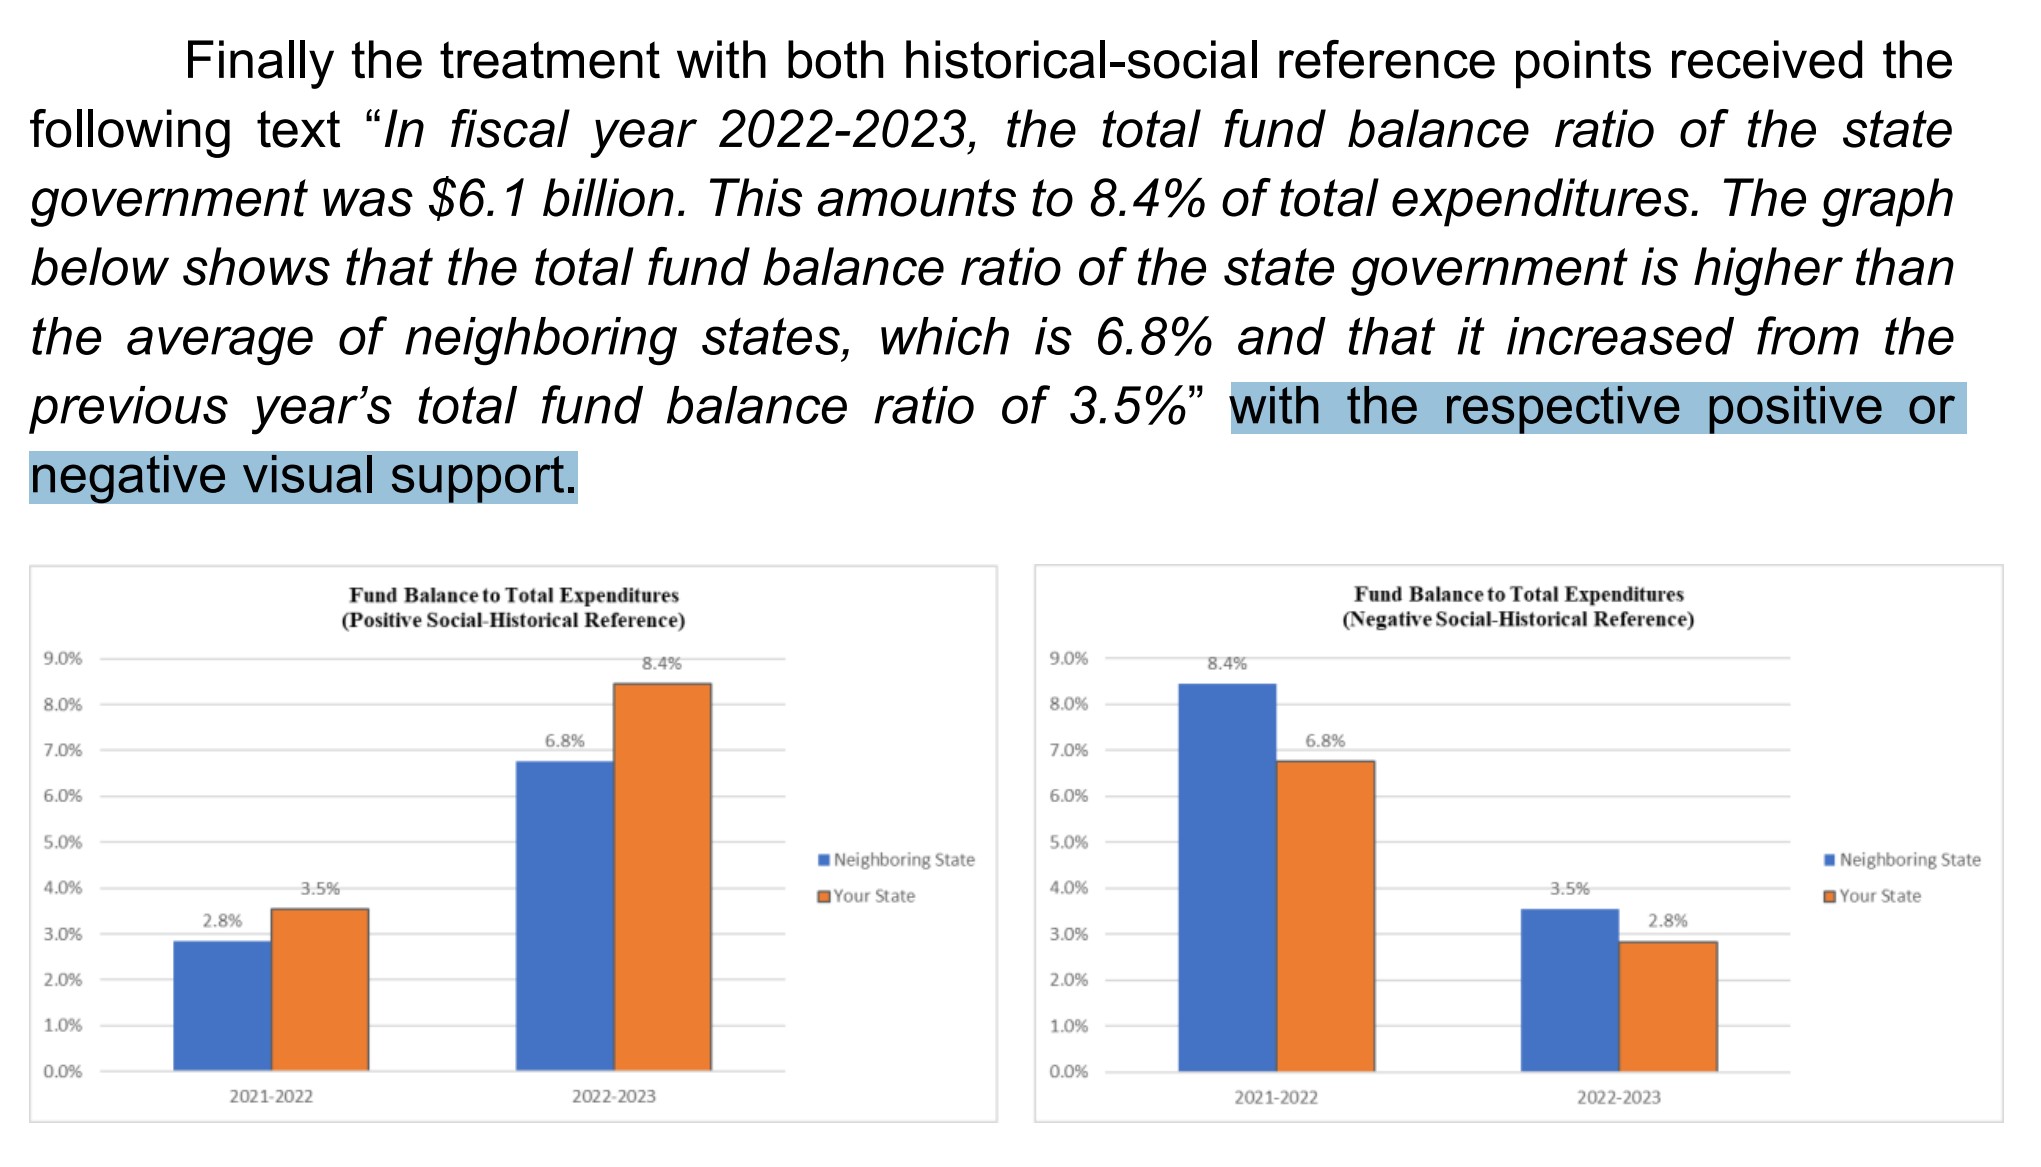 Finally the treatment with both historical-social reference points received the
following text “In fiscal year 2022-2023, the total fund balance ratio of the state
government was $6.1 billion. This amounts to 8.4% of total expenditures. The graph
below shows that the total fund balance ratio of the state government is higher than
the average of neighboring states, which is 6.8% and that it increased from the
previous year’s total fund balance ratio of 3.5%” with the respective positive or
negative visual support.
Fund Balance to Total Expenditures
(Positive Social-Historical Reference)
9.0%
8.0%
7.0%
6.0%
5.0%
4.0%
3.0%
2.0%
1.0%
0.0%
2.8%
3.5%
6.8%
8.4%
2021-2022
2022-2023
Neighboring State
Your State
Fund Balance to Total Expenditures
(Negative Social-Historical Reference)
9.0%
8.0%
7.0%
6.0%
5.0%
4.0%
3.0%
2.0%
1.0%
0.0%
8.4%
6.8%
3.5%
2.8%
2021-2022
2022-2023
Neighboring State
Your State